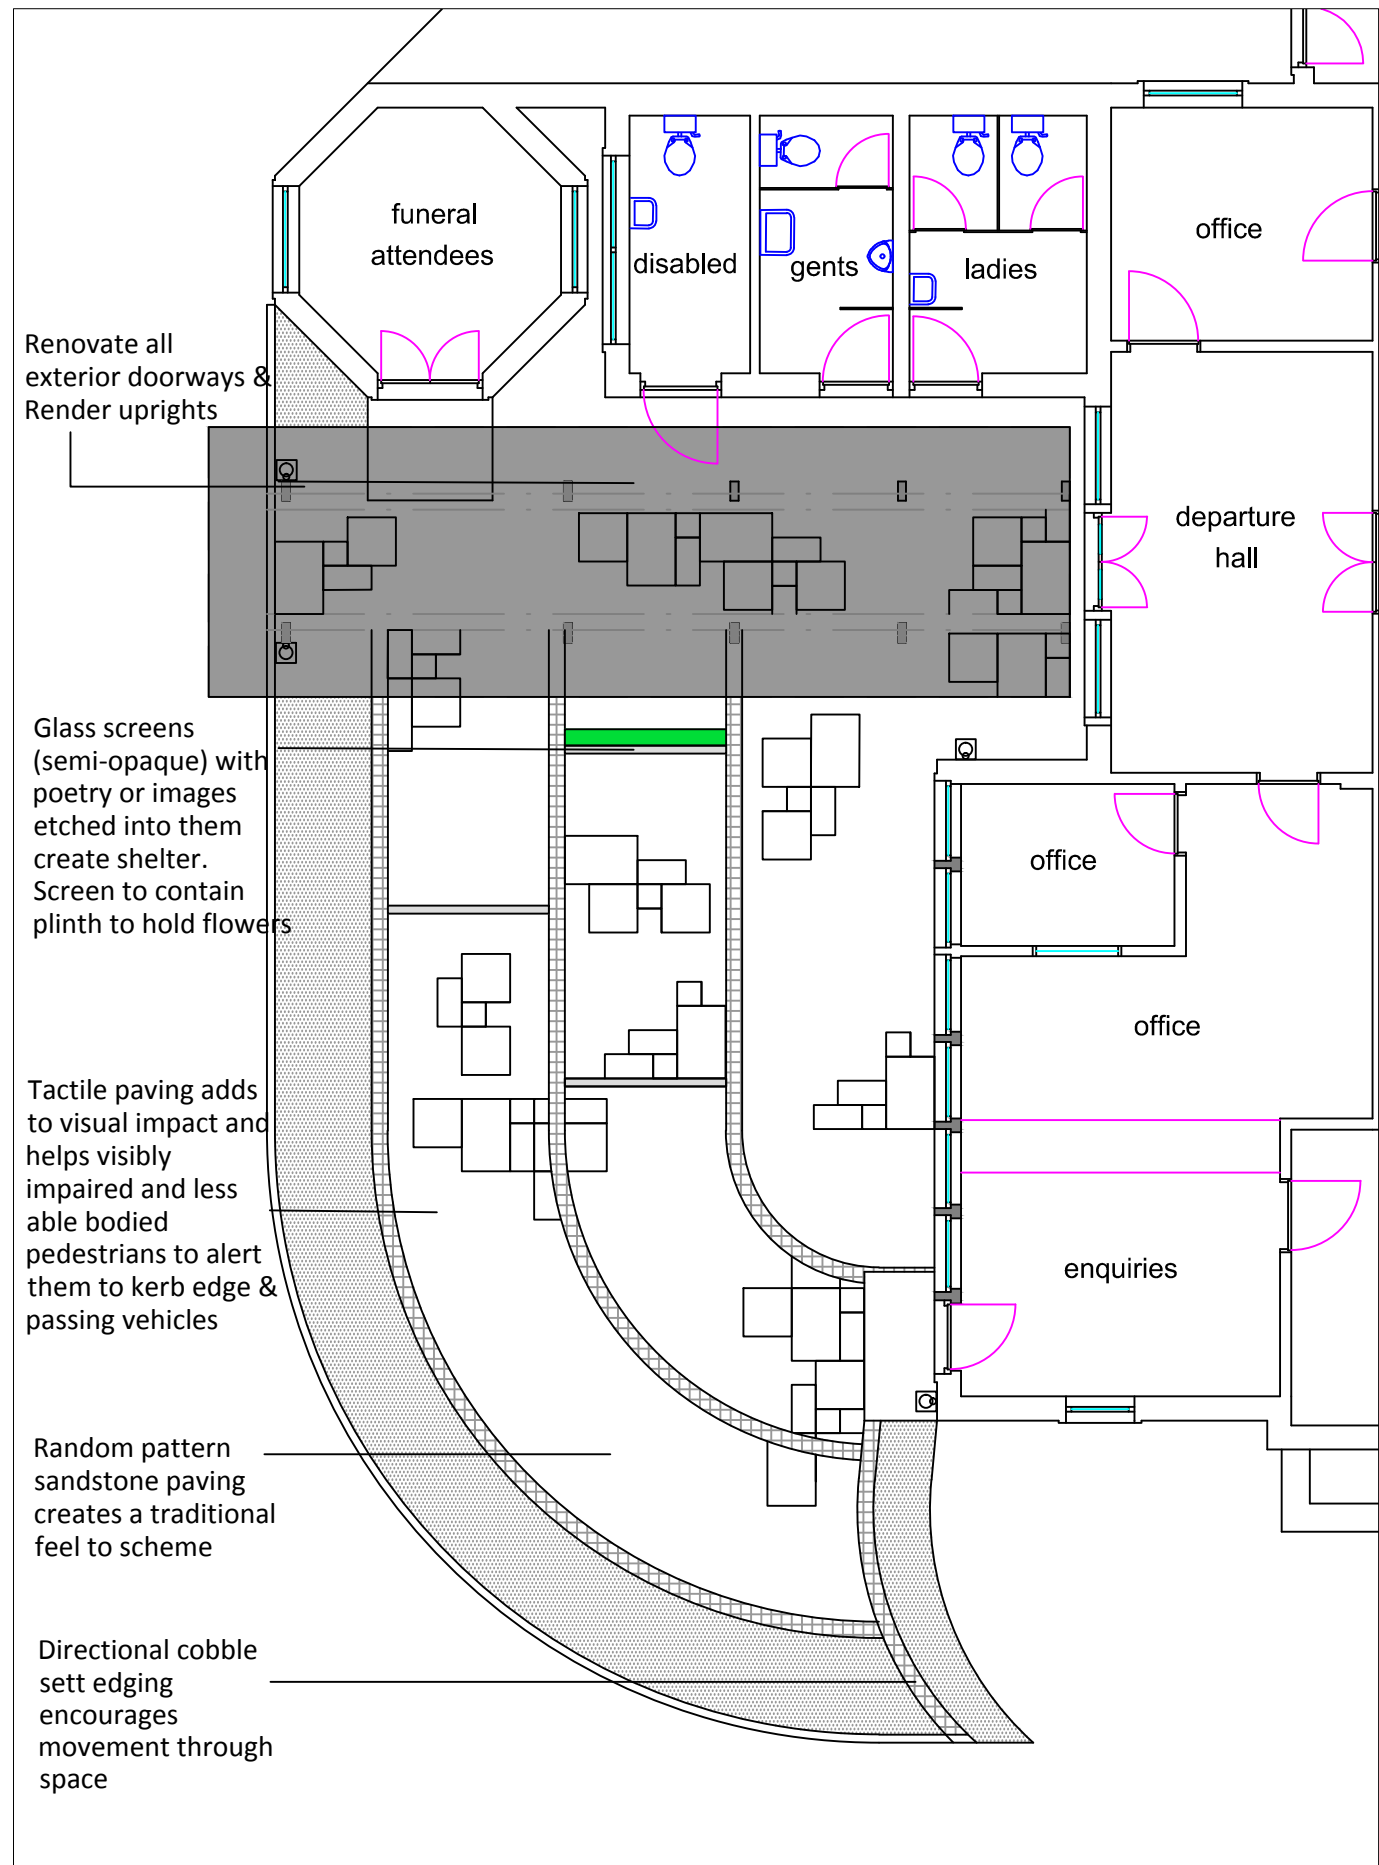 funeral
attendees
disabled
gents
ladies
office
Renovate all
exterior doorways &
Render uprights
departure
hall
Glass screens
(semi-opaque) with
poetry or images
etched into them
create shelter.
Screen to contain
plinth to hold flowers
office
office
Tactile paving adds
to visual impact and
helps visibly
impaired and less
able bodied
pedestrians to alert
them to kerb edge &
passing vehicles
enquiries
Random pattern
sandstone paving
creates a traditional
feel to scheme
Directional cobble
sett edging
encourages
movement through
space